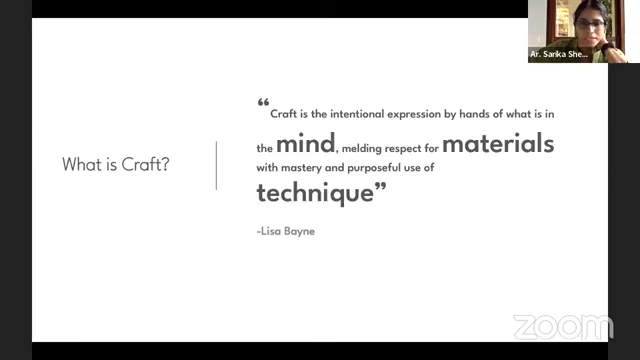 Ar. Sarika She...
What is Craft?
“Craft is the intentional expression by hands of what is in
the mind, melding respect for materials
with mastery and purposeful use of
technique”
-Lisa Bayne
zoom